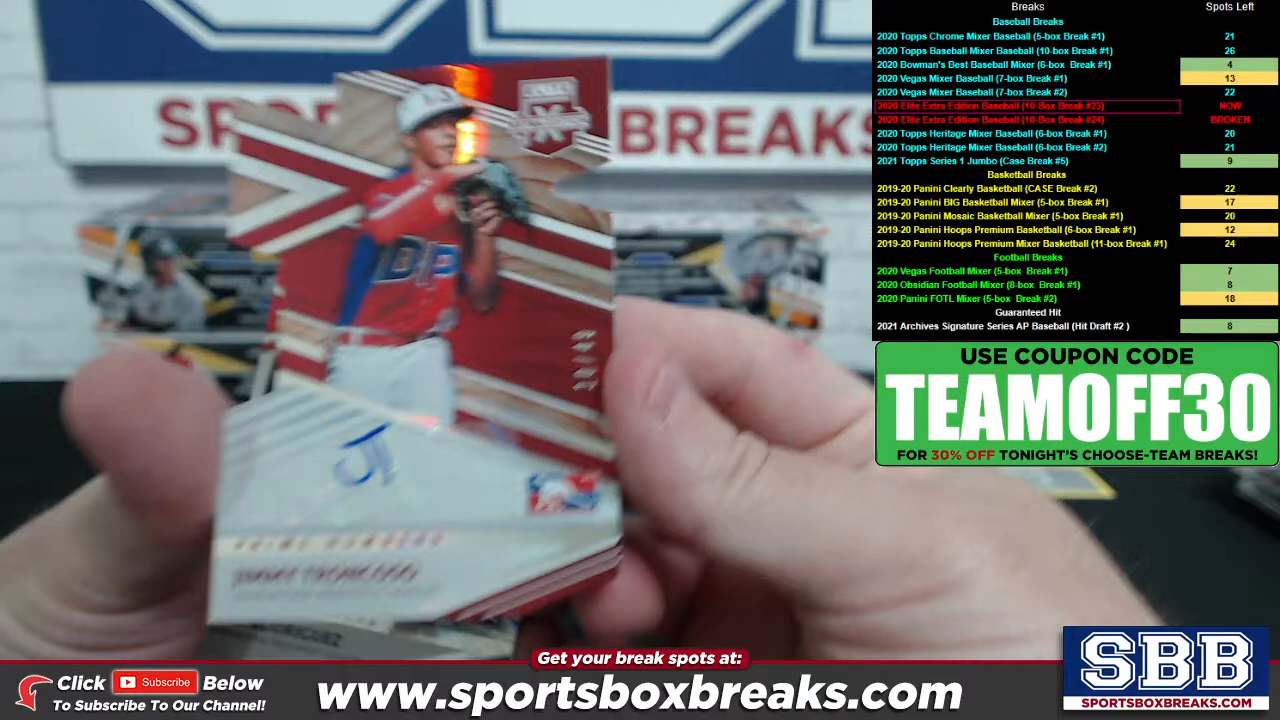 Breaks Spots Left
Baseball Breaks
2020 Topps Chrome Mixer Baseball (5-box Break #1) 21
2020 Topps Baseball Mixer Baseball (10-box Break #1) 26
2020 Bowman's Best Baseball Mixer (6-box Break #1) 4
2020 Vegas Mixer Baseball (7-box Break #1) 13
2020 Vegas Mixer Baseball (7-box Break #2) 22
2020 Elite Extra Edition Baseball (10-Box Break #23) NOW
2020 Elite Extra Edition Baseball (10-Box Break #24) BROKEN
2020 Topps Heritage Mixer Baseball (6-box Break #1) 20
2020 Topps Heritage Mixer Baseball (6-box Break #2) 21
2021 Topps Series 1 Jumbo (Case Break #5) 9
Basketball Breaks
2019-20 Panini Clearly Basketball (CASE Break #2) 22
2019-20 Panini BIG Basketball Mixer (5-box Break #1) 17
2019-20 Panini Mosaic Basketball Mixer (5-box Break #1) 20
2019-20 Panini Hoops Premium Basketball (6-box Break #1) 12
2019-20 Panini Hoops Premium Mixer Basketball (11-box Break #1) 24
Football Breaks
2020 Vegas Football Mixer (5-box Break #1) 7
2020 Obsidian Football Mixer (8-box Break #1) 8
2020 Panini FOTL Mixer (5-box Break #2) 18
Guaranteed Hit
2021 Archives Signature Series AP Baseball (Hit Draft #2 ) 8
USE COUPON CODE
TEAMOFF30
FOR 30% OFF TONIGHT'S CHOOSE-TEAM BREAKS!
BREAKS
DP
JT
PRIME NUMBERS
JIMMY TRONCOSO
Get your break spots at:
Click Subscribe Below
To Subscribe To Our Channel!
www.sportsboxbreaks.com
SBB
SPORTSBOXBREAKS.COM